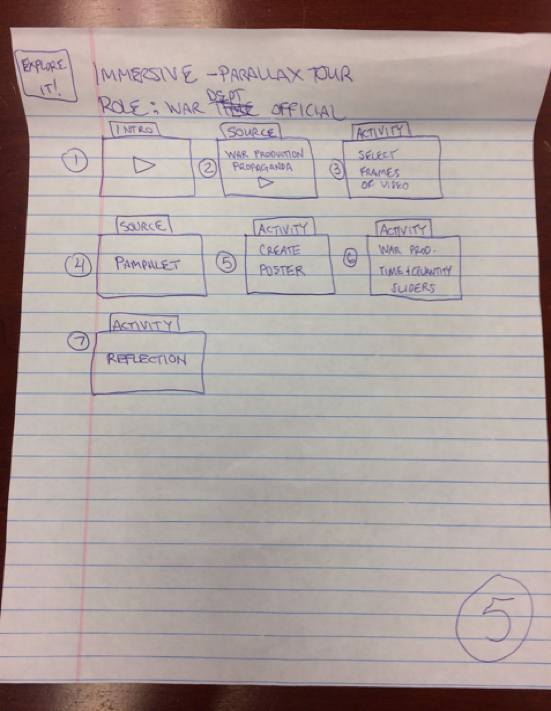 EXPLORE
IT!
IMMERSIVE - PARALLAX TOUR
ROLE: WAR DEPT OFFICIAL
INTRO
1
SOURCE
2
WAR PRODUCTION
PROPAGANDA
ACTIVITY
3
SELECT
FRAMES
OF VIDEO
SOURCE
4
PAMPHLET
ACTIVITY
5
CREATE
POSTER
ACTIVITY
6
WAR PROD.
TIME + QUANTITY
SLIDERS
ACTIVITY
7
REFLECTION
5